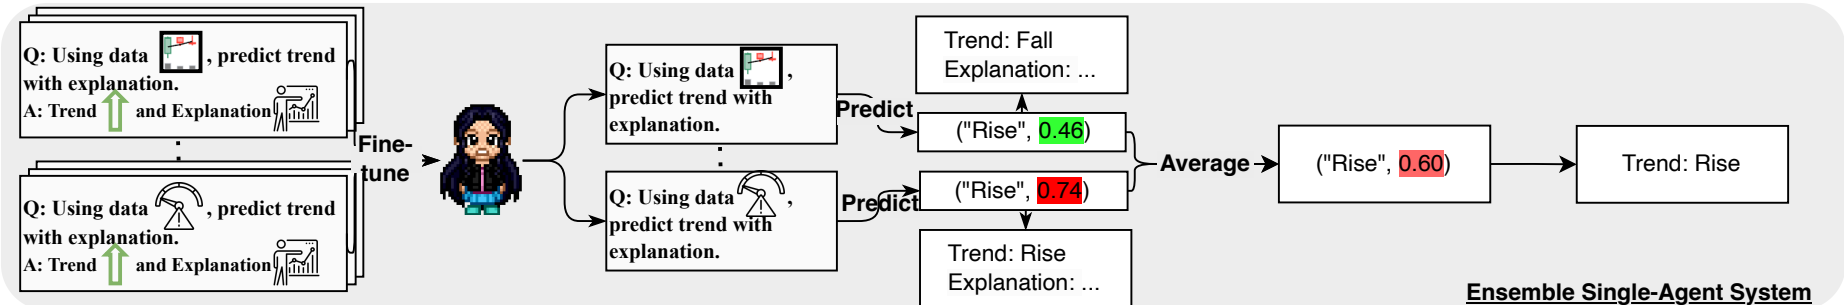 Q: Using data , predict trend
with explanation.
A: Trend and Explanation
.
.
Q: Using data , predict trend
with explanation.
A: Trend and Explanation
Fine-
tune
Q: Using data ,
predict trend with
explanation.
.
.
Q: Using data ,
predict trend with
explanation.
Predict
Predict
Trend: Fall
Explanation: ...
("Rise", 0.46)
("Rise", 0.74)
Trend: Rise
Explanation: ...
Average
("Rise", 0.60)
Trend: Rise
Ensemble Single-Agent System